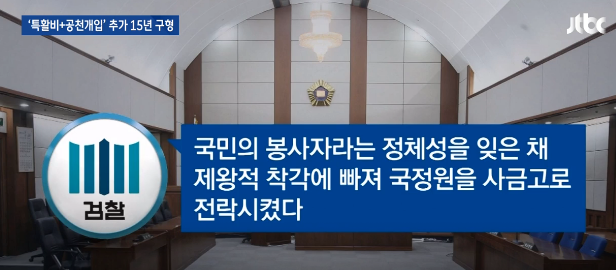 '특활비+공천개입' 추가 15년 구형
jtbc
국민의 봉사자라는 정체성을 잊은 채
제왕적 착각에 빠져 국정원을 사금고로
전락시켰다
검찰